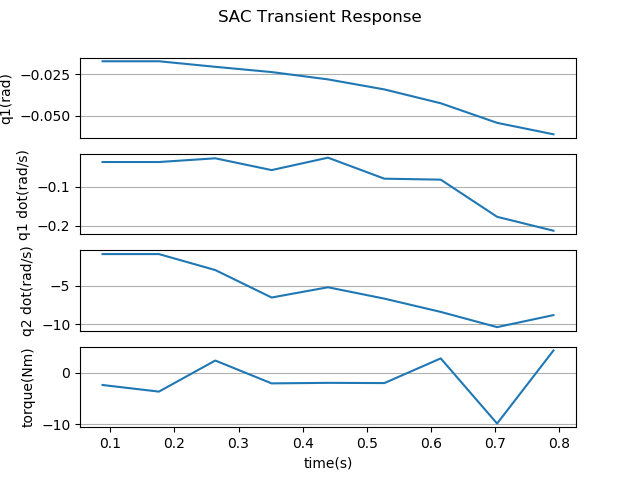 SAC Transient Response
q1(rad)
−0.025
−0.050
q1 dot(rad/s)
−0.1
−0.2
q2 dot(rad/s)
−5
−10
torque(Nm)
0
−10
0.1 0.2 0.3 0.4 0.5 0.6 0.7 0.8
time(s)